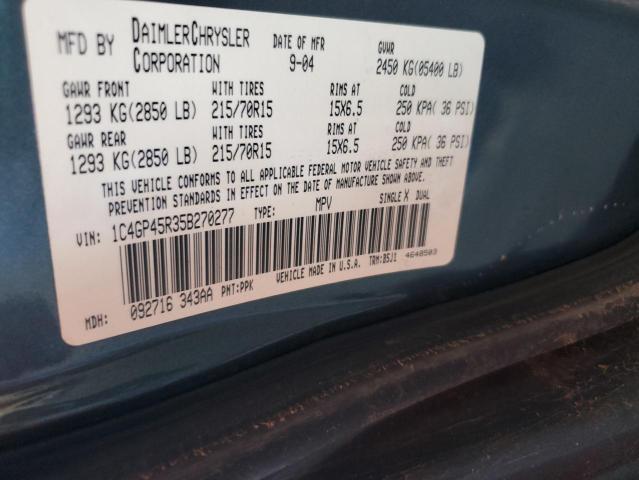 MFD BY DAIMLERCHRYSLER CORPORATION DATE OF MFR 9-04 GVWR 2450 KG(05400 LB)
GAWR FRONT WITH TIRES RIMS AT COLD
1293 KG(2850 LB) 215/70R15 15X6.5 250 KPA( 36 PSI)
GAWR REAR WITH TIRES RIMS AT COLD
1293 KG(2850 LB) 215/70R15 15X6.5 250 KPA( 36 PSI)
THIS VEHICLE CONFORMS TO ALL APPLICABLE FEDERAL MOTOR VEHICLE SAFETY AND THEFT
PREVENTION STANDARDS IN EFFECT ON THE DATE OF MANUFACTURE SHOWN ABOVE.
VIN: 1C4GP45R35B270277 TYPE: MPV SINGLE X DUAL
MDH: 092716 343AA PNT:PPK VEHICLE MADE IN U.S.A. TRM:BSJ1 4648503